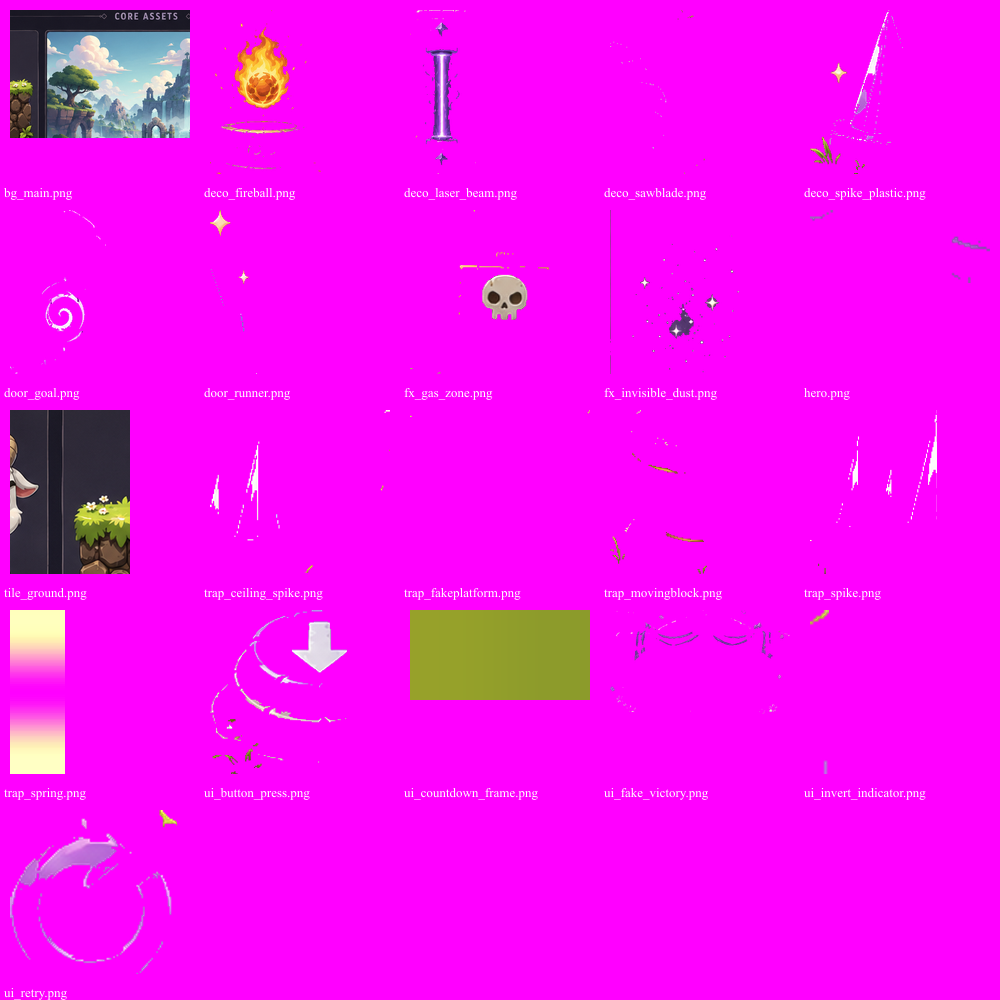 CORE ASSETS
bg_main.png
deco_fireball.png
deco_laser_beam.png
deco_sawblade.png
deco_spike_plastic.png
door_goal.png
door_runner.png
fx_gas_zone.png
fx_invisible_dust.png
hero.png
tile_ground.png
trap_ceiling_spike.png
trap_fakeplatform.png
trap_movingblock.png
trap_spike.png
trap_spring.png
ui_button_press.png
ui_countdown_frame.png
ui_fake_victory.png
ui_invert_indicator.png
ui_retry.png